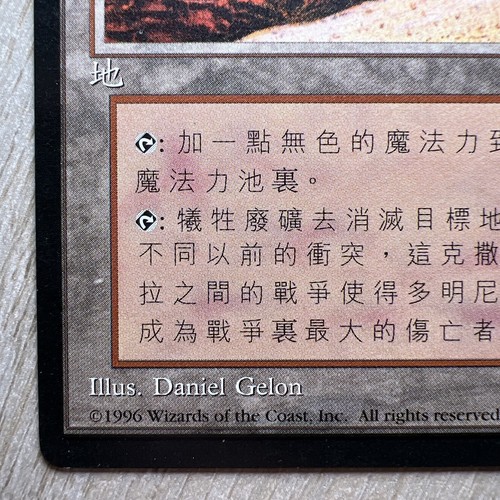 地
: 加一點無色的魔法力到
魔法力池裏。
: 犧牲廢礦去消滅目標地
不同以前的衝突，這克撒
拉之間的戰爭使得多明尼
成為戰爭裏最大的傷亡者
Illus. Daniel Gelon
©1996 Wizards of the Coast, Inc. All rights reserved